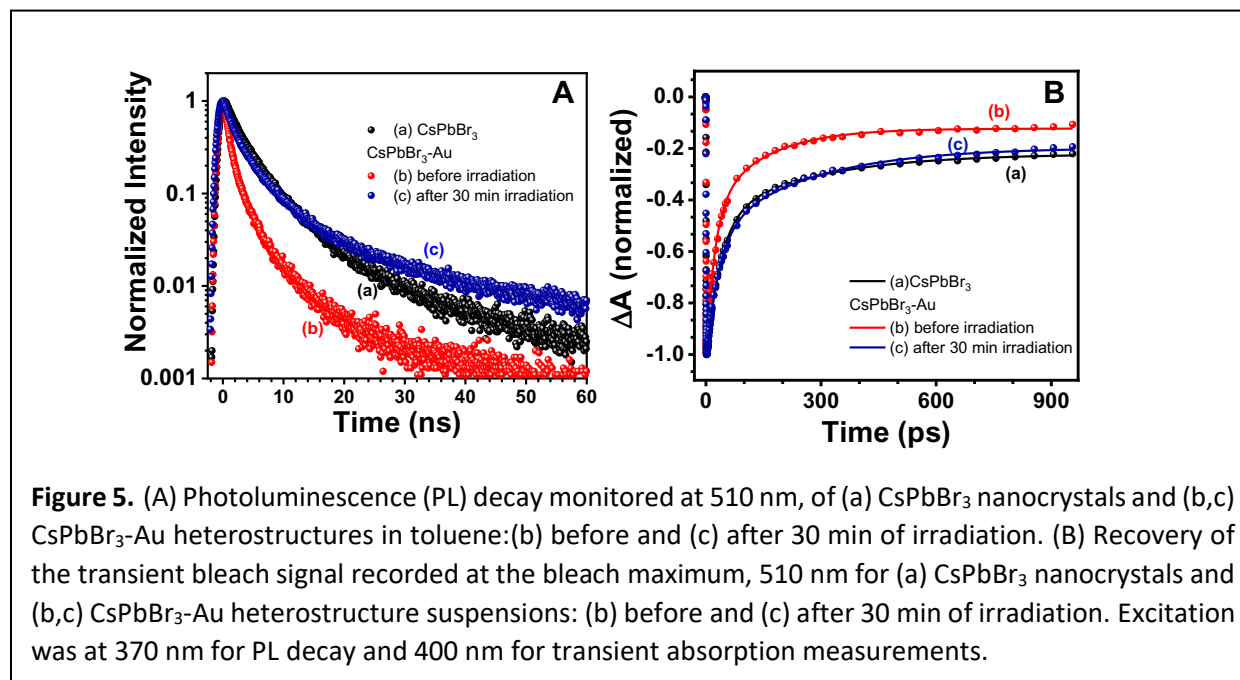 A
Normalized Intensity
1
0.1
0.01
0.001
(a) CsPbBr₃
CsPbBr₃-Au
(b) before irradiation
(c) after 30 min irradiation
(c)
(a)
(b)
0 10 20 30 40 50 60
Time (ns)
B
ΔA (normalized)
0.0
-0.2
-0.4
-0.6
-0.8
-1.0
(b)
(c)
(a)
(a)CsPbBr₃
CsPbBr₃-Au
(b) before irradiation
(c) after 30 min irradiation
0 300 600 900
Time (ps)
Figure 5. (A) Photoluminescence (PL) decay monitored at 510 nm, of (a) CsPbBr₃ nanocrystals and (b,c)
CsPbBr₃-Au heterostructures in toluene:(b) before and (c) after 30 min of irradiation. (B) Recovery of
the transient bleach signal recorded at the bleach maximum, 510 nm for (a) CsPbBr₃ nanocrystals and
(b,c) CsPbBr₃-Au heterostructure suspensions: (b) before and (c) after 30 min of irradiation. Excitation
was at 370 nm for PL decay and 400 nm for transient absorption measurements.